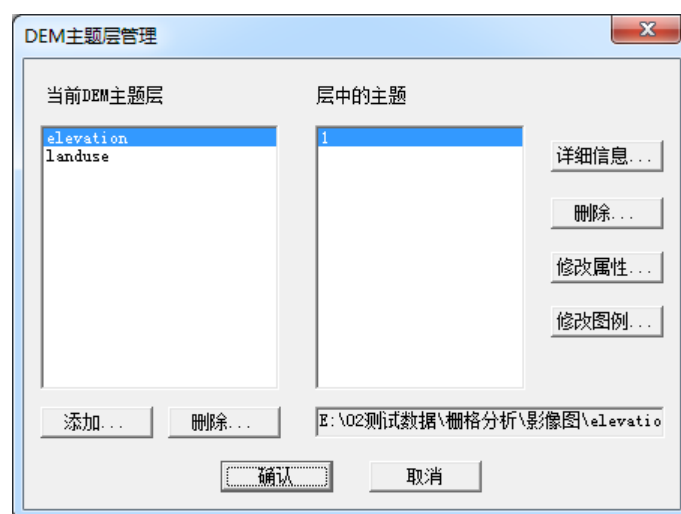 DEM主题层管理
当前DEM主题层
层中的主题
elevation
landuse
1
详细信息...
删除...
修改属性...
修改图例...
添加...
删除...
E:\02测试数据\栅格分析\影像图\elevatio
确认
取消